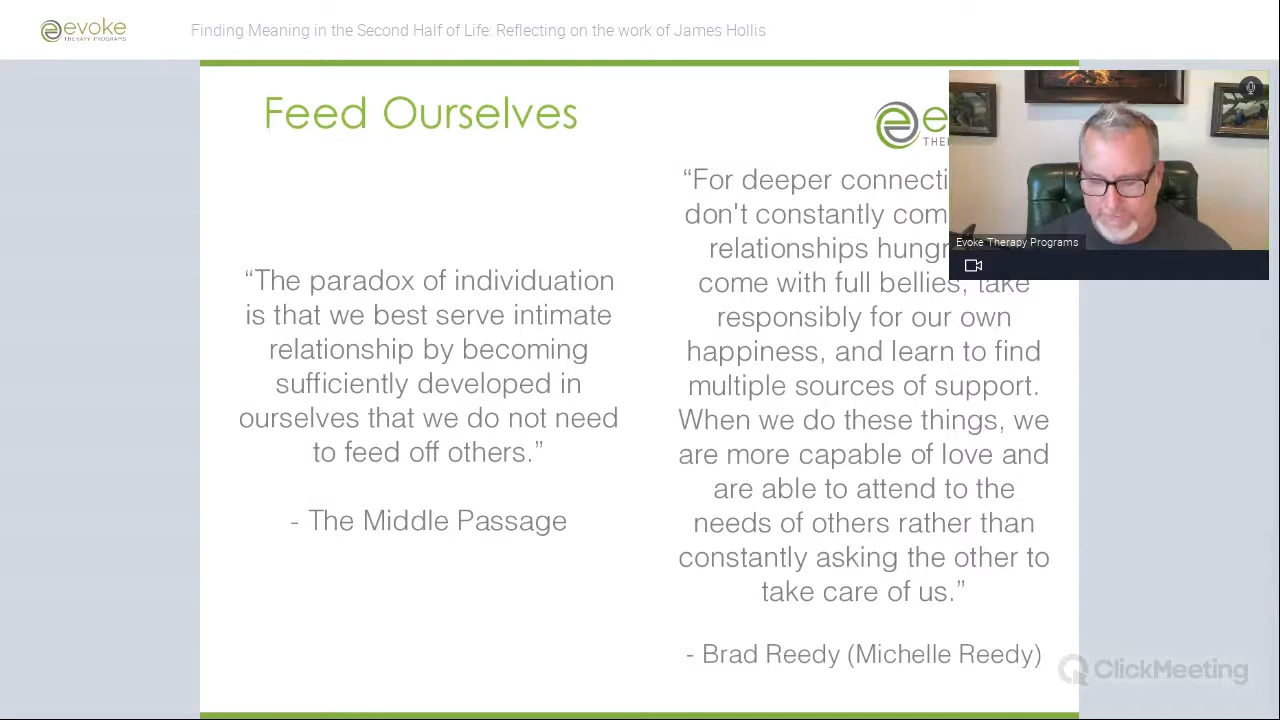 evoke
THERAPY PROGRAMS
Finding Meaning in the Second Half of Life: Reflecting on the work of James Hollis
Feed Ourselves
e
THE
“The paradox of individuation
is that we best serve intimate
relationship by becoming
sufficiently developed in
ourselves that we do not need
to feed off others.”
- The Middle Passage
“For deeper connecti
don't constantly com
relationships hungr
come with full bellies, take
responsibly for our own
happiness, and learn to find
multiple sources of support.
When we do these things, we
are more capable of love and
are able to attend to the
needs of others rather than
constantly asking the other to
take care of us.”
- Brad Reedy (Michelle Reedy)
Evoke Therapy Programs
ClickMeeting